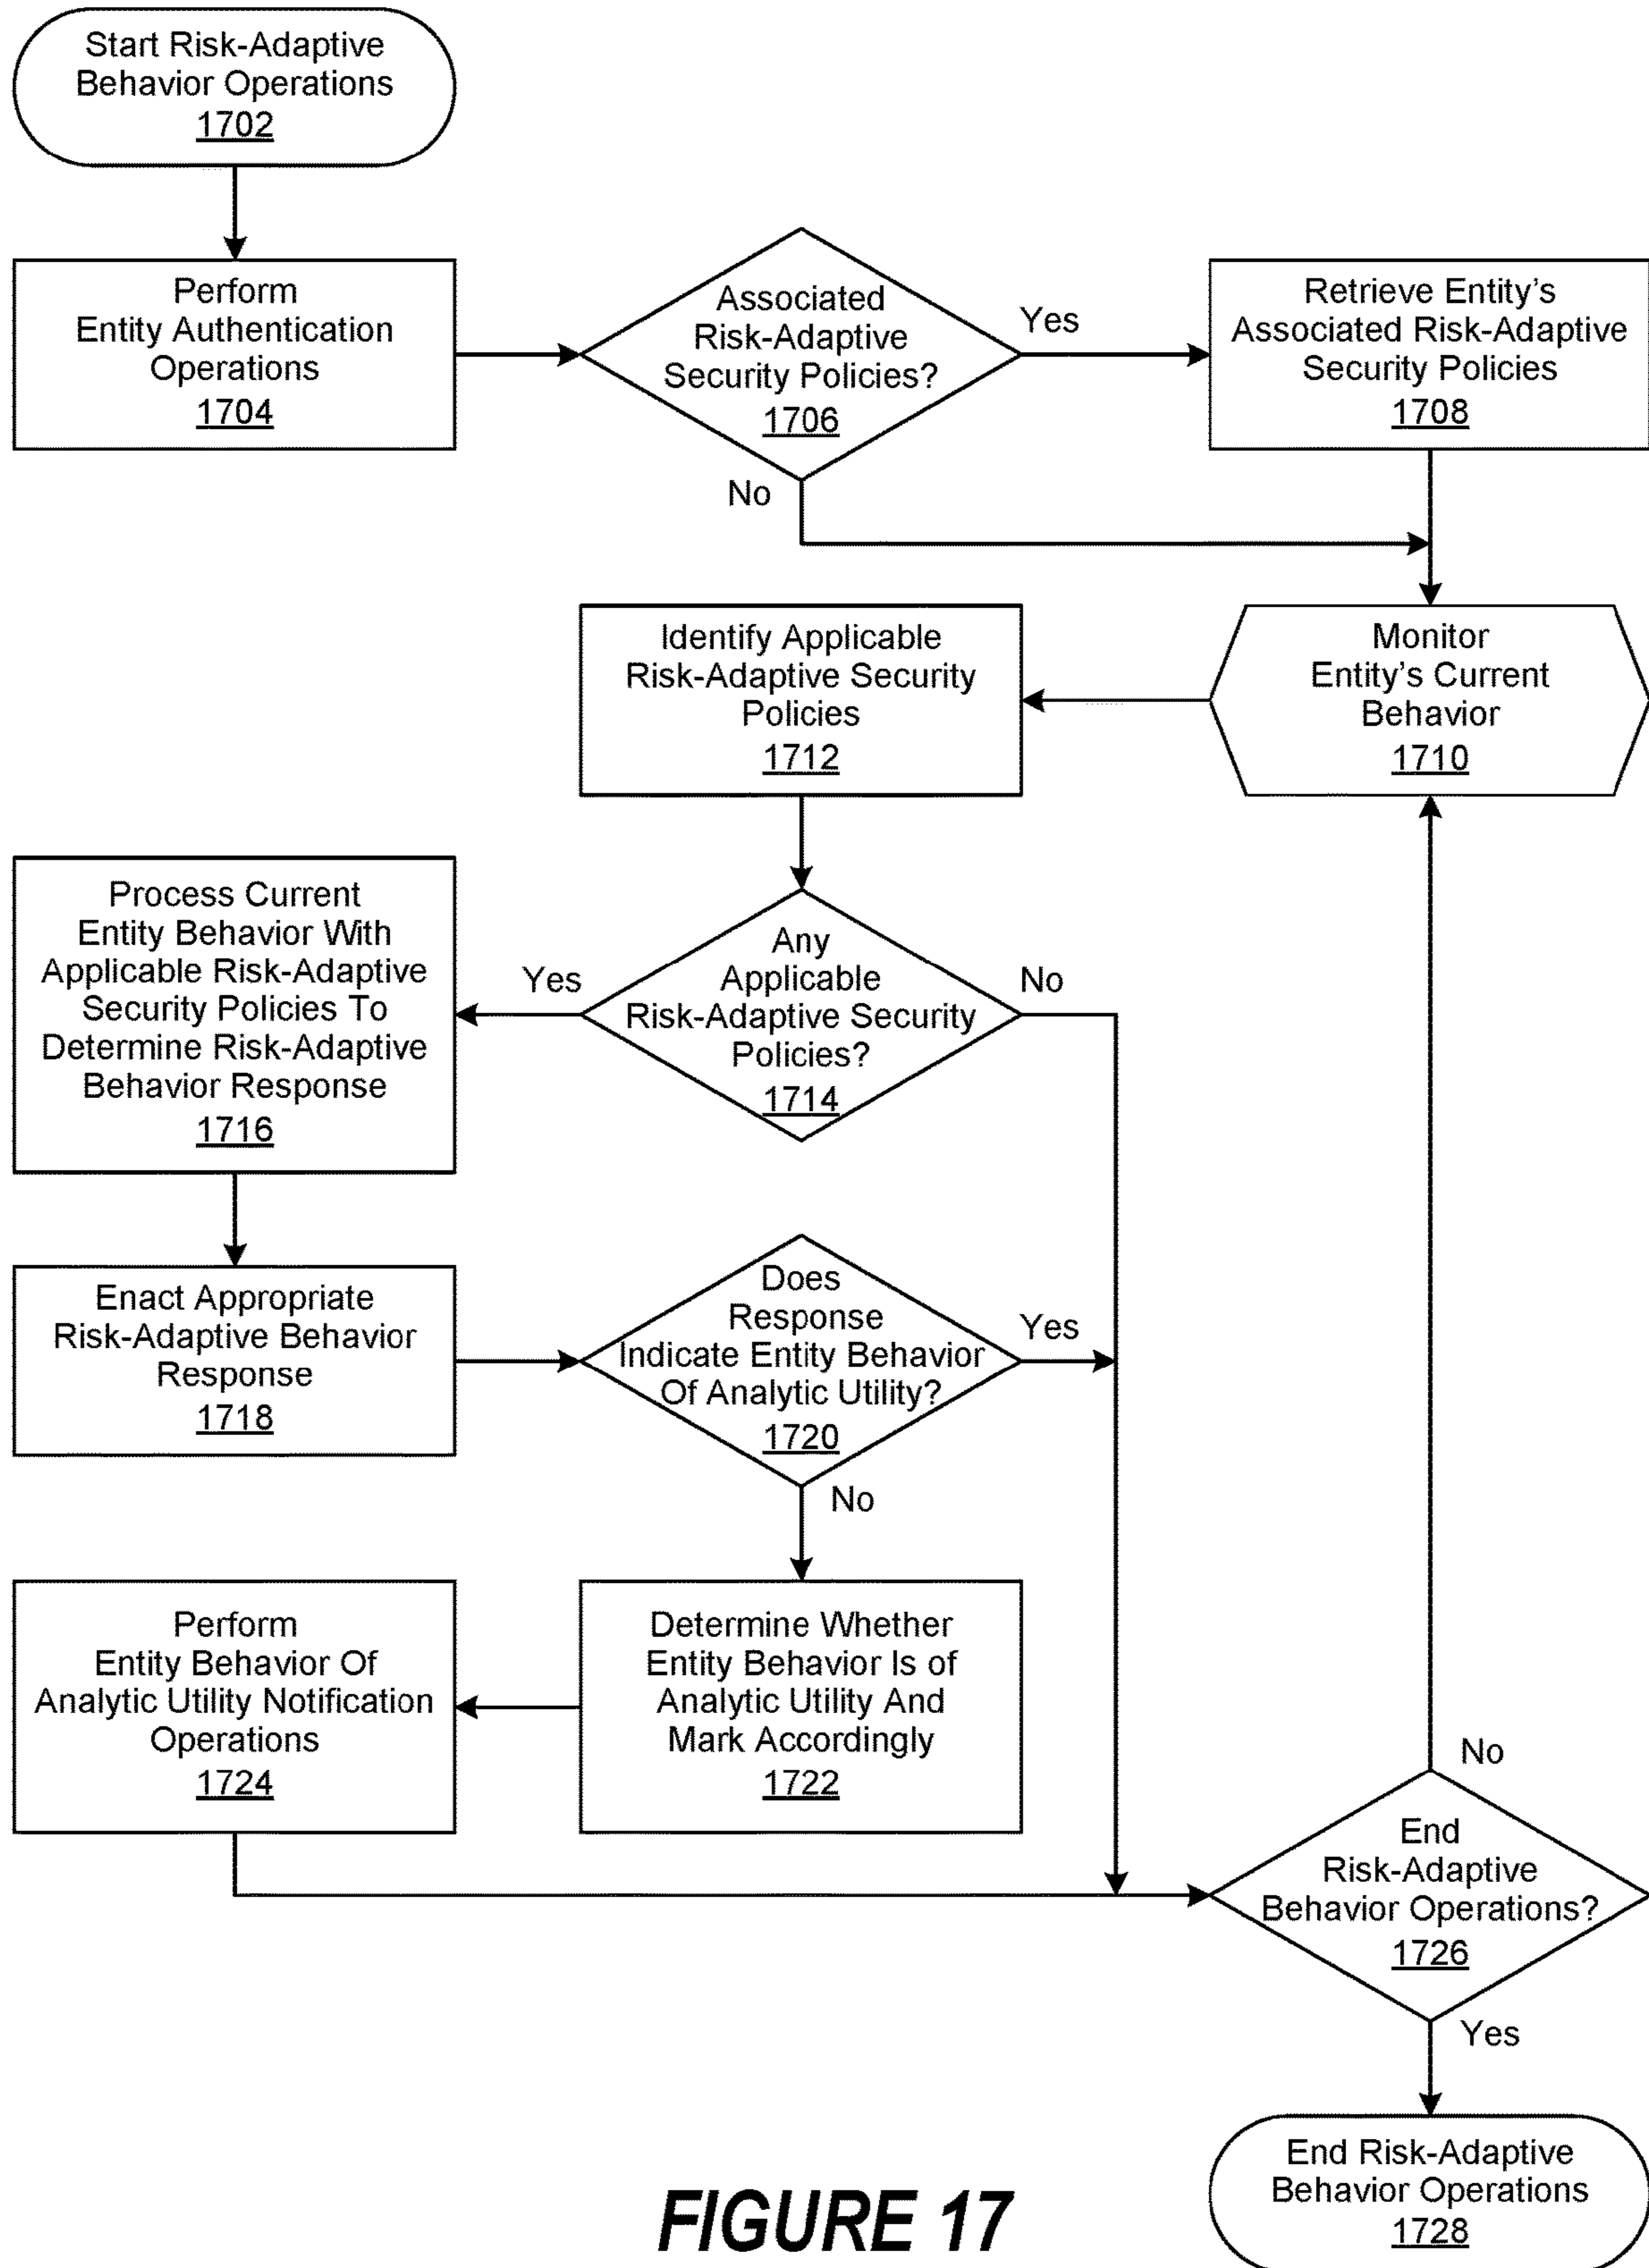 Start Risk-Adaptive
Behavior Operations
1702
Perform
Entity Authentication
Operations
1704
Associated
Risk-Adaptive
Security Policies?
1706
Yes
No
Retrieve Entity's
Associated Risk-Adaptive
Security Policies
1708
Monitor
Entity's Current
Behavior
1710
Identify Applicable
Risk-Adaptive Security
Policies
1712
Any
Applicable
Risk-Adaptive Security
Policies?
1714
Yes
No
Process Current
Entity Behavior With
Applicable Risk-Adaptive
Security Policies To
Determine Risk-Adaptive
Behavior Response
1716
Enact Appropriate
Risk-Adaptive Behavior
Response
1718
Does
Response
Indicate Entity Behavior
Of Analytic Utility?
1720
Yes
No
Determine Whether
Entity Behavior Is of
Analytic Utility And
Mark Accordingly
1722
Perform
Entity Behavior Of
Analytic Utility Notification
Operations
1724
No
End
Risk-Adaptive
Behavior Operations?
1726
Yes
End Risk-Adaptive
Behavior Operations
1728
FIGURE 17